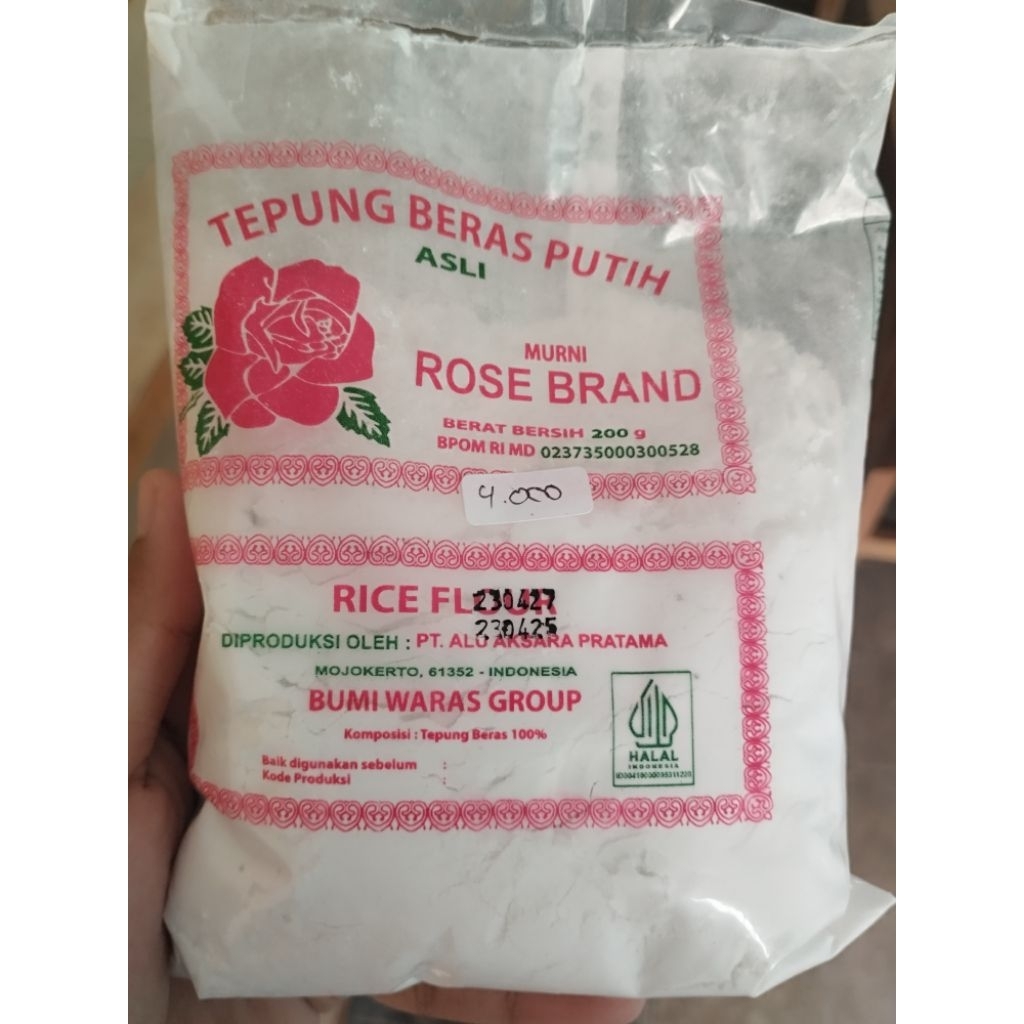 TEPUNG BERAS PUTIH
ASLI
MURNI
ROSE BRAND
BERAT BERSIH 200 g
BPOM RI MD 023735000300528
4.000
RICE FLOUR
230427
230425
DIPRODUKSI OLEH : PT. ALU AKSARA PRATAMA
MOJOKERTO, 61352 - INDONESIA
BUMI WARAS GROUP
Komposisi : Tepung Beras 100%
Baik digunakan sebelum :
Kode Produksi :
HALAL
INDONESIA